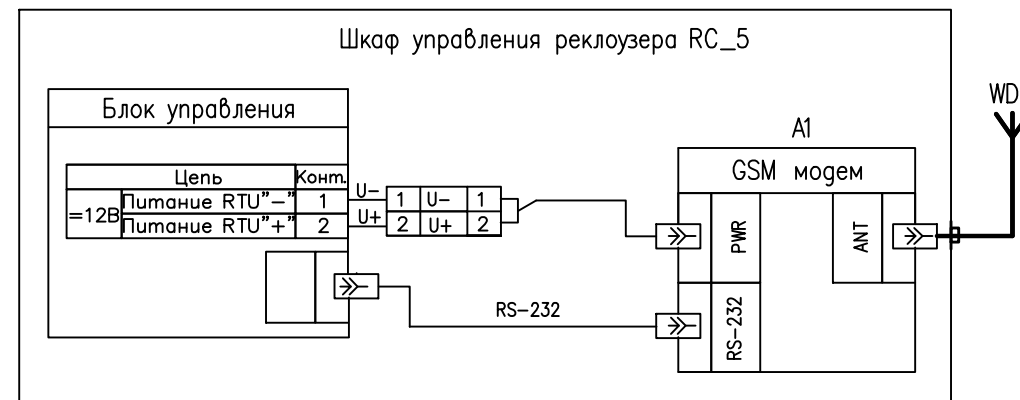 Шкаф управления реклоузера RC_5
Блок управления
Цепь Конт.
=12В
Питание RTU"-" 1
Питание RTU"+" 2
U- 1 U- 1
U+ 2 U+ 2
RS-232
A1
GSM модем
PWR
RS-232
ANT
WD